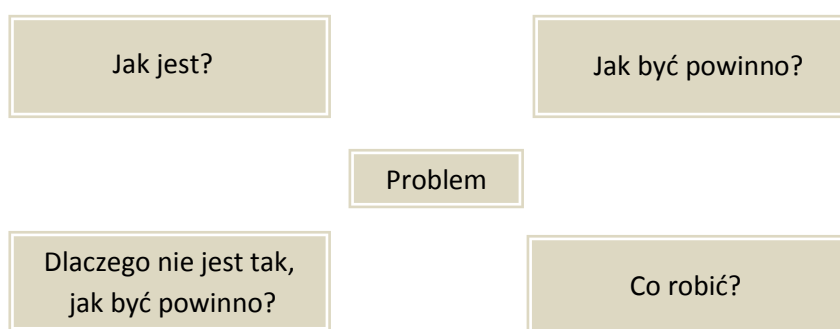 Jak jest?
Jak być powinno?
Problem
Dlaczego nie jest tak,
jak być powinno?
Co robić?